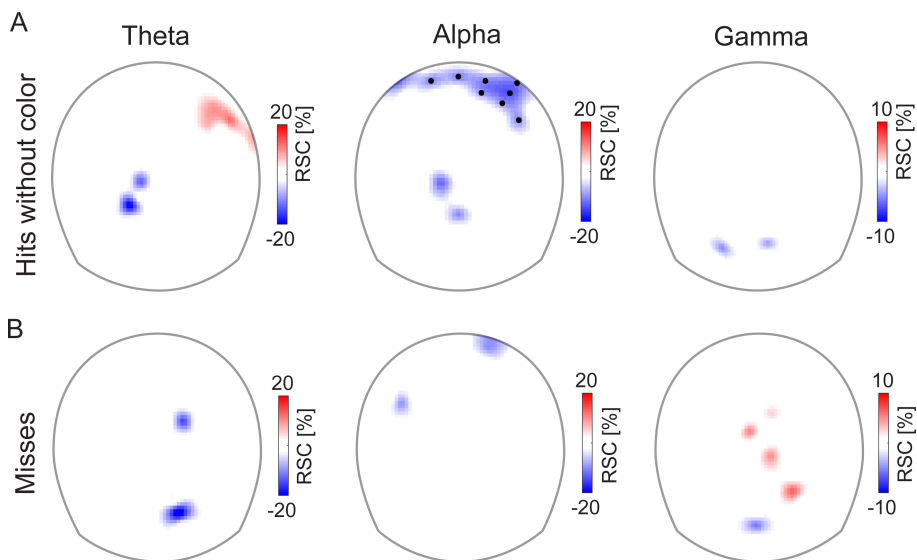 A
Theta
Alpha
Gamma
Hits without color
20
RSC [%]
-20
20
RSC [%]
-20
10
RSC [%]
-10
B
Misses
20
RSC [%]
-20
20
RSC [%]
-20
10
RSC [%]
-10